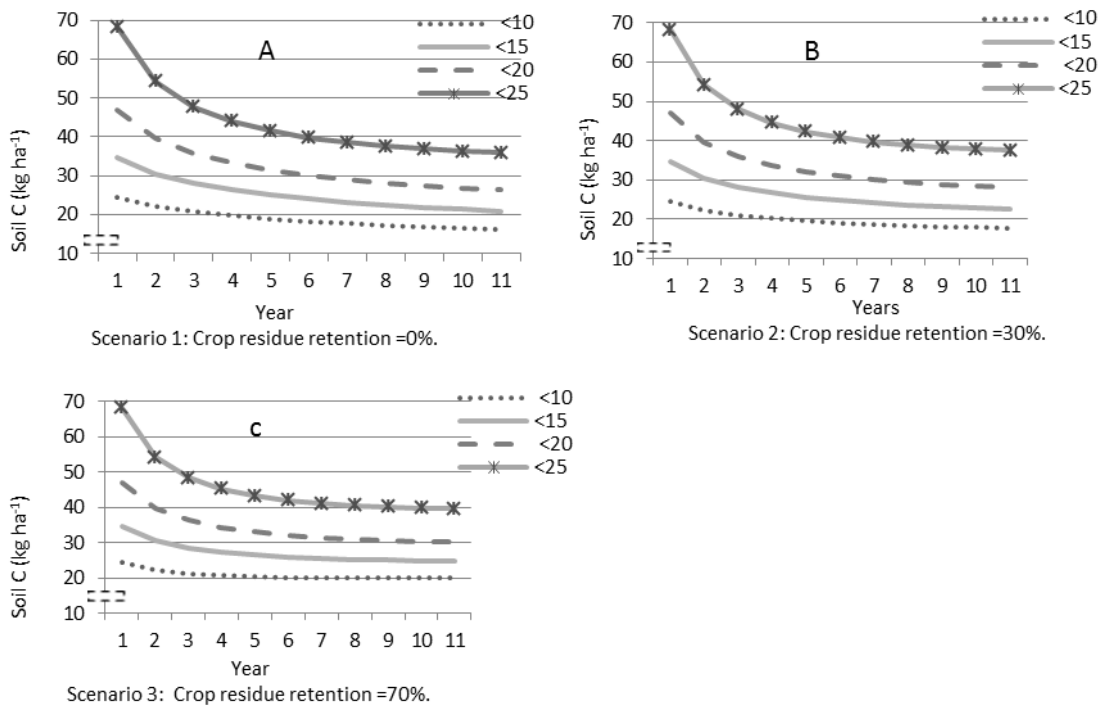 A
Soil C (kg ha⁻¹)
70
60
50
40
30
20
10
1 2 3 4 5 6 7 8 9 10 11
Year
<10
<15
<20
<25
Scenario 1: Crop residue retention =0%.
B
Soil C (kg ha⁻¹)
70
60
50
40
30
20
10
1 2 3 4 5 6 7 8 9 10 11
Years
<10
<15
<20
<25
Scenario 2: Crop residue retention =30%.
c
Soil C (kg ha⁻¹)
70
60
50
40
30
20
10
1 2 3 4 5 6 7 8 9 10 11
Year
<10
<15
<20
<25
Scenario 3: Crop residue retention =70%.